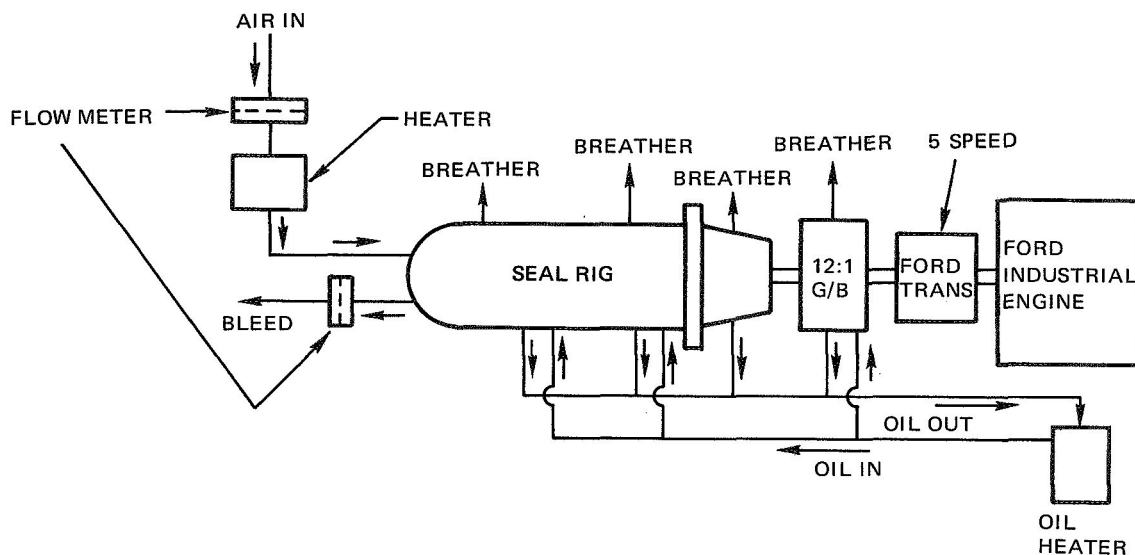 AIR IN
FLOW METER
HEATER
BREATHER
BREATHER
BREATHER
BREATHER
5 SPEED
SEAL RIG
12:1
G/B
FORD
TRANS
FORD
INDUSTRIAL
ENGINE
BLEED
OIL OUT
OIL IN
OIL
HEATER